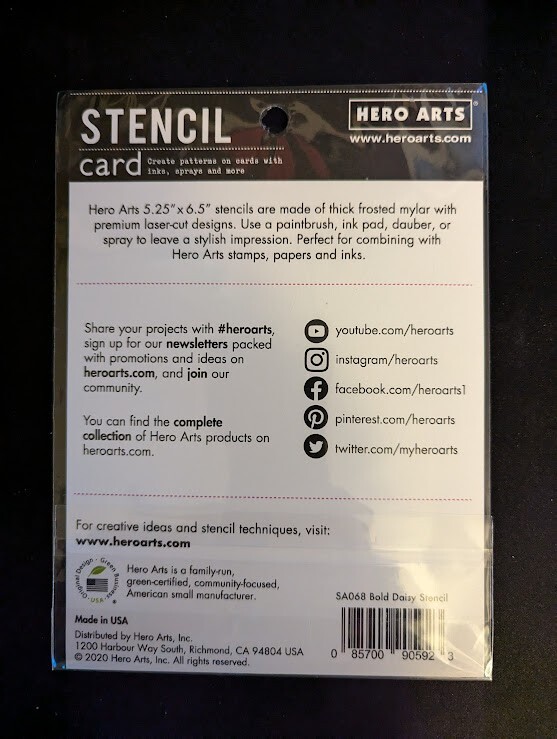 STENCIL
card Create patterns on cards with
inks, sprays and more
HERO ARTS®
www.heroarts.com
Hero Arts 5.25" x 6.5" stencils are made of thick frosted mylar with
premium laser-cut designs. Use a paintbrush, ink pad, dauber, or
spray to leave a stylish impression. Perfect for combining with
Hero Arts stamps, papers and inks.
Share your projects with #heroarts,
sign up for our newsletters packed
with promotions and ideas on
heroarts.com, and join our
community.
You can find the complete
collection of Hero Arts products on
heroarts.com.
youtube.com/heroarts
instagram/heroarts
facebook.com/heroarts1
pinterest.com/heroarts
twitter.com/myheroarts
For creative ideas and stencil techniques, visit:
www.heroarts.com
Original Design · Green Business · USA ·
Hero Arts is a family-run,
green-certified, community-focused,
American small manufacturer.
Made in USA
Distributed by Hero Arts, Inc.
1200 Harbour Way South, Richmond, CA 94804 USA
© 2020 Hero Arts, Inc. All rights reserved.
SA068 Bold Daisy Stencil
0 85700 90592 3